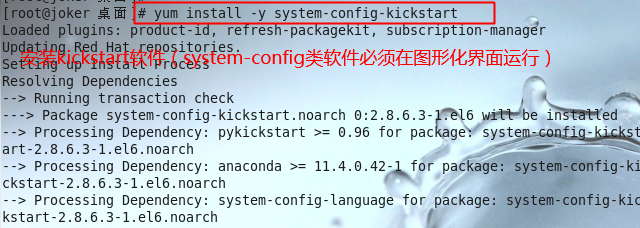 [root@joker 桌面]# yum install -y system-config-kickstart
Loaded plugins: product-id, refresh-packagekit, subscription-manager
Updating Red Hat repositories.
安装kickstart软件（system-config类软件必须在图形化界面运行）
Setting up Install Process
Resolving Dependencies
--> Running transaction check
---> Package system-config-kickstart.noarch 0:2.8.6.3-1.el6 will be installed
--> Processing Dependency: pykickstart >= 0.96 for package: system-config-kickst
art-2.8.6.3-1.el6.noarch
--> Processing Dependency: anaconda >= 11.4.0.42-1 for package: system-config-ki
ckstart-2.8.6.3-1.el6.noarch
--> Processing Dependency: system-config-language for package: system-config-kic
kstart-2.8.6.3-1.el6.noarch